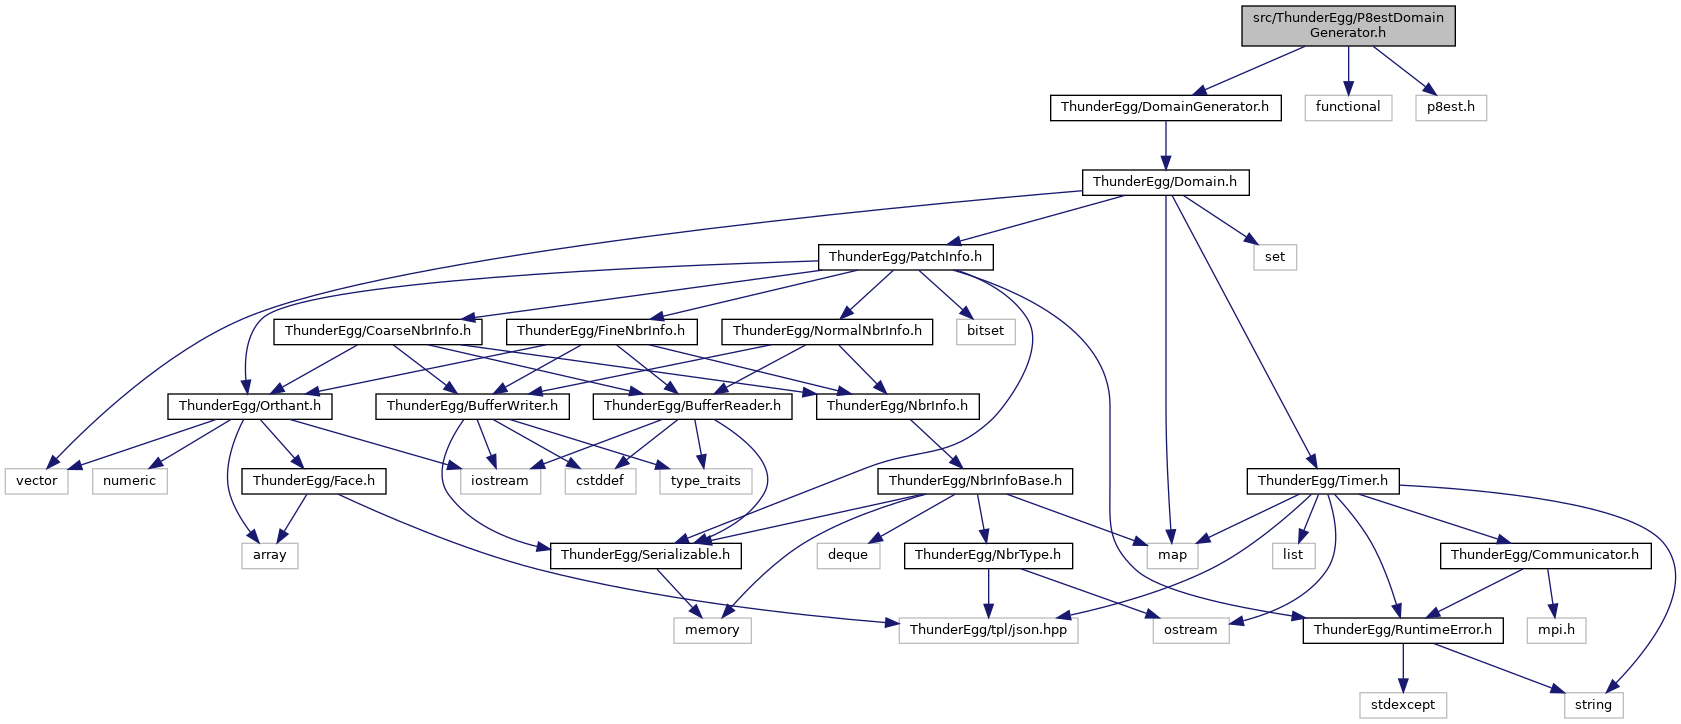 src/ThunderEgg/P8estDomain
Generator.h
ThunderEgg/DomainGenerator.h
functional
p8est.h
ThunderEgg/Domain.h
ThunderEgg/PatchInfo.h
set
ThunderEgg/CoarseNbrInfo.h
ThunderEgg/FineNbrInfo.h
ThunderEgg/NormalNbrInfo.h
bitset
ThunderEgg/Orthant.h
ThunderEgg/BufferWriter.h
ThunderEgg/BufferReader.h
ThunderEgg/NbrInfo.h
vector
numeric
ThunderEgg/Face.h
iostream
cstddef
type_traits
ThunderEgg/NbrInfoBase.h
ThunderEgg/Timer.h
array
ThunderEgg/Serializable.h
deque
ThunderEgg/NbrType.h
map
list
ThunderEgg/Communicator.h
memory
ThunderEgg/tpl/json.hpp
ostream
ThunderEgg/RuntimeError.h
mpi.h
stdexcept
string